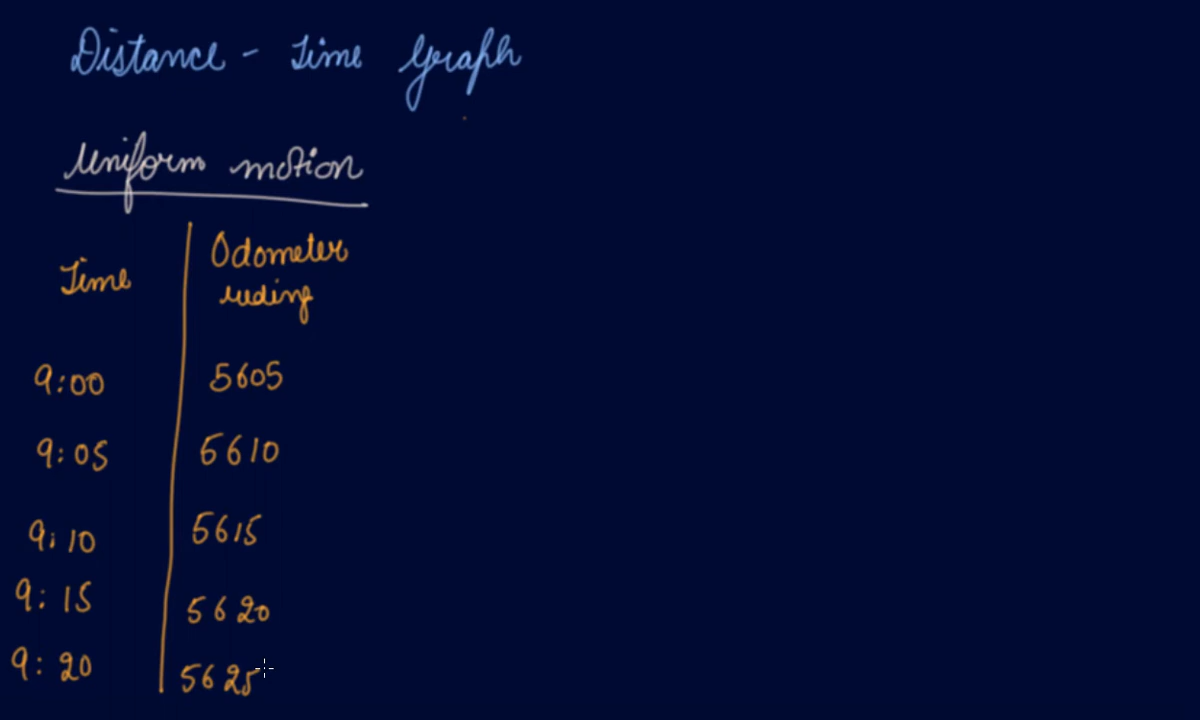 Distance - Time Graph
Uniform motion
Time Odometer
reding
9:00 5605
9:05 5610
9:10 5615
9:15 5620
9:20 5625